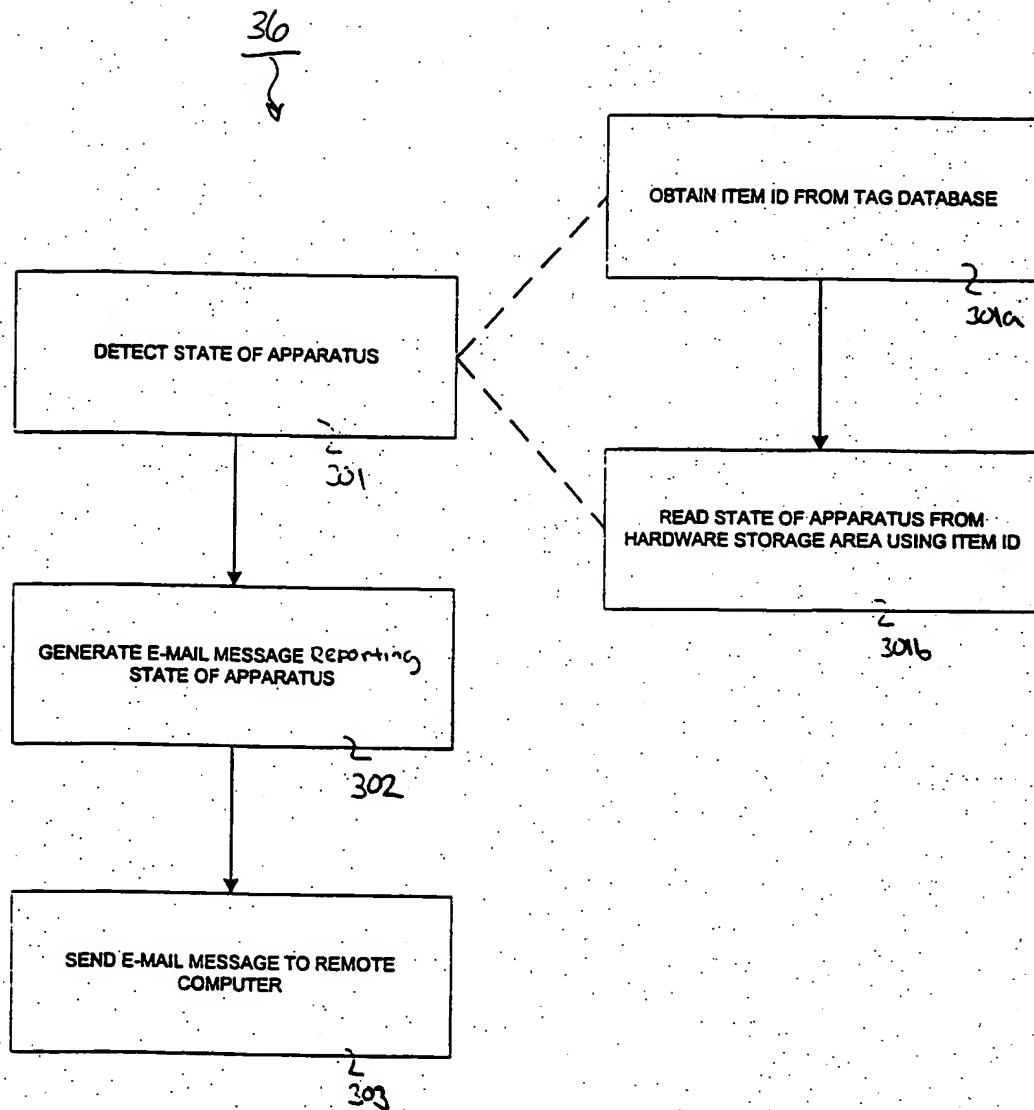 36
OBTAIN ITEM ID FROM TAG DATABASE
301a
DETECT STATE OF APPARATUS
301
READ STATE OF APPARATUS FROM
HARDWARE STORAGE AREA USING ITEM ID
301b
GENERATE E-MAIL MESSAGE Reporting
STATE OF APPARATUS
302
SEND E-MAIL MESSAGE TO REMOTE
COMPUTER
303